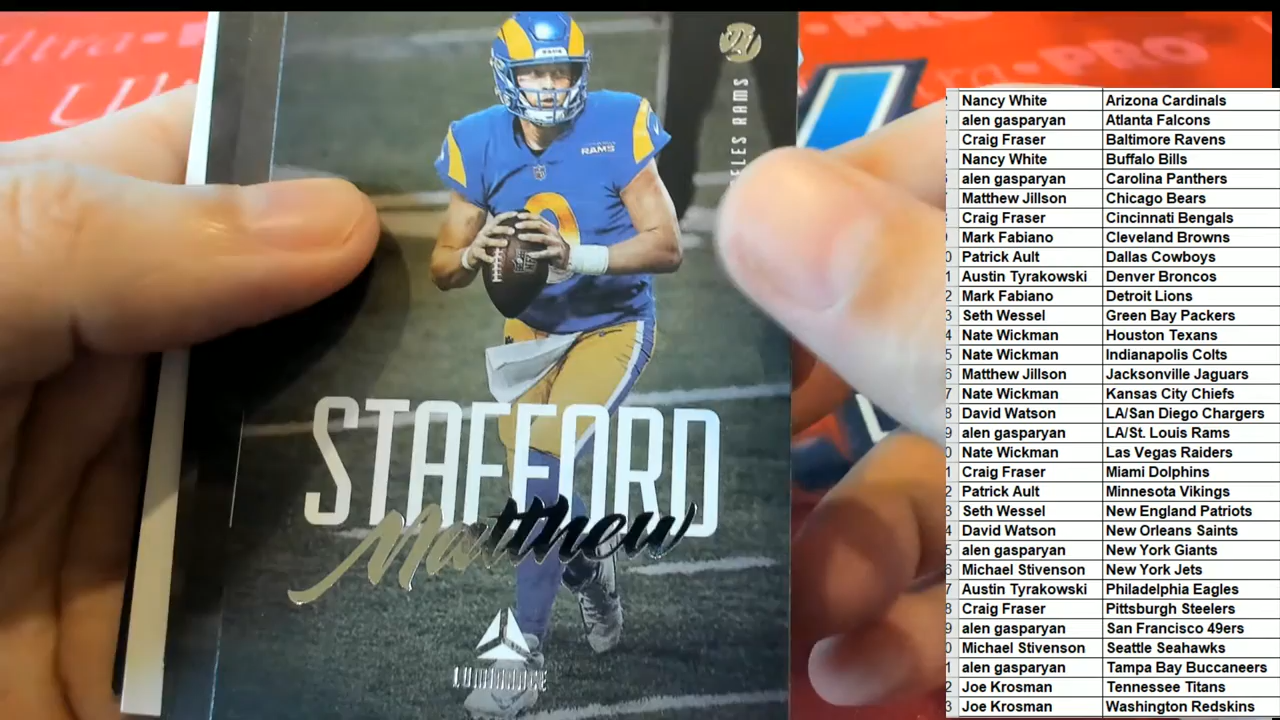 21
RAMS
RAMS
STAFFORD
Matthew
LUMINANCE
PRO
Nancy White Arizona Cardinals
alen gasparyan Atlanta Falcons
Craig Fraser Baltimore Ravens
Nancy White Buffalo Bills
alen gasparyan Carolina Panthers
Matthew Jillson Chicago Bears
Craig Fraser Cincinnati Bengals
Mark Fabiano Cleveland Browns
Patrick Ault Dallas Cowboys
Austin Tyrakowski Denver Broncos
Mark Fabiano Detroit Lions
Seth Wessel Green Bay Packers
Nate Wickman Houston Texans
Nate Wickman Indianapolis Colts
Matthew Jillson Jacksonville Jaguars
Nate Wickman Kansas City Chiefs
David Watson LA/San Diego Chargers
alen gasparyan LA/St. Louis Rams
Nate Wickman Las Vegas Raiders
Craig Fraser Miami Dolphins
Patrick Ault Minnesota Vikings
Seth Wessel New England Patriots
David Watson New Orleans Saints
alen gasparyan New York Giants
Michael Stivenson New York Jets
Austin Tyrakowski Philadelphia Eagles
Craig Fraser Pittsburgh Steelers
alen gasparyan San Francisco 49ers
Michael Stivenson Seattle Seahawks
alen gasparyan Tampa Bay Buccaneers
Joe Krosman Tennessee Titans
Joe Krosman Washington Redskins